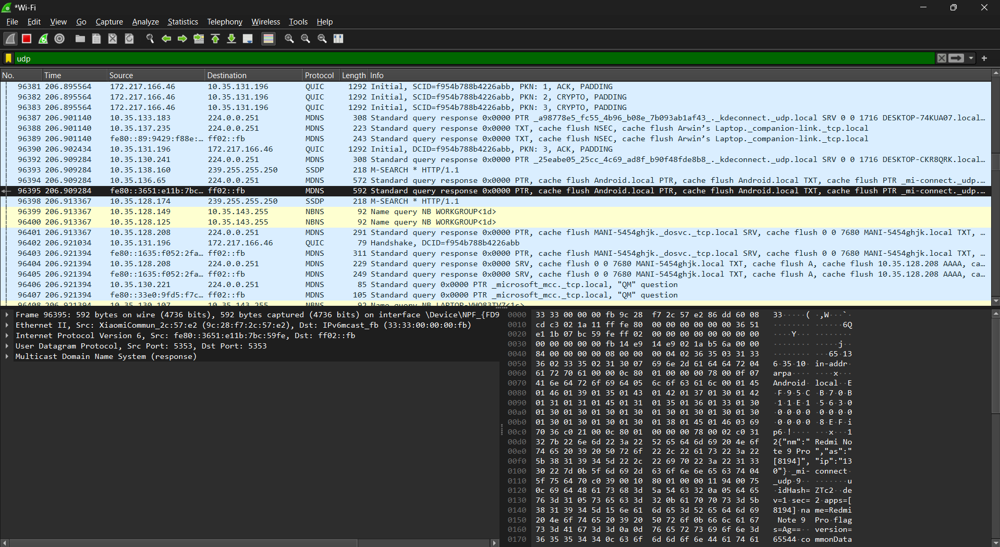 *Wi-Fi
File Edit View Go Capture Analyze Statistics Telephony Wireless Tools Help
udp
No. Time Source Destination Protocol Length Info
96381 206.895564 172.217.166.46 10.35.131.196 QUIC 1292 Initial, SCID=f954b788b4226abb, PKN: 1, ACK, PADDING
96382 206.895564 172.217.166.46 10.35.131.196 QUIC 1292 Initial, SCID=f954b788b4226abb, PKN: 2, CRYPTO, PADDING
96383 206.895564 172.217.166.46 10.35.131.196 QUIC 1292 Initial, SCID=f954b788b4226abb, PKN: 3, CRYPTO, PADDING
96387 206.901140 10.35.133.183 224.0.0.251 MDNS 308 Standard query response 0x0000 PTR _a98778e5_fc55_4b96_b08e_7b093ab1af43_._kdeconnect._udp.local SRV 0 0 1716 DESKTOP-74KUA07.local…
96388 206.901140 10.35.137.235 224.0.0.251 MDNS 223 Standard query response 0x0000 TXT, cache flush NSEC, cache flush Arwin’s Laptop._companion-link._tcp.local
96389 206.901140 fe80::89:9429:f88e:… ff02::fb MDNS 243 Standard query response 0x0000 TXT, cache flush NSEC, cache flush Arwin’s Laptop._companion-link._tcp.local
96390 206.902434 10.35.131.196 172.217.166.46 QUIC 1292 Initial, DCID=f954b788b4226abb, PKN: 3, ACK, PADDING
96392 206.909284 10.35.130.241 224.0.0.251 MDNS 308 Standard query response 0x0000 PTR _25eabe05_25cc_4c69_ad8f_b90f48fde8b8_._kdeconnect._udp.local SRV 0 0 1716 DESKTOP-CKR8QRK.local…
96393 206.909284 10.35.138.160 239.255.255.250 SSDP 218 M-SEARCH * HTTP/1.1
96394 206.909284 10.35.136.65 224.0.0.251 MDNS 572 Standard query response 0x0000 PTR, cache flush Android.local PTR, cache flush Android.local TXT, cache flush PTR _mi-connect._udp.…
96395 206.909284 fe80::3651:e11b:7bc… ff02::fb MDNS 592 Standard query response 0x0000 PTR, cache flush Android.local PTR, cache flush Android.local TXT, cache flush PTR _mi-connect._udp.…
96398 206.913367 10.35.128.174 239.255.255.250 SSDP 218 M-SEARCH * HTTP/1.1
96399 206.913367 10.35.128.149 10.35.143.255 NBNS 92 Name query NB WORKGROUP<1d>
96400 206.913367 10.35.128.125 10.35.143.255 NBNS 92 Name query NB WORKGROUP<1d>
96401 206.913367 10.35.128.208 224.0.0.251 MDNS 291 Standard query response 0x0000 PTR, cache flush MANI-5454ghjk._dosvc._tcp.local SRV, cache flush 0 0 7680 MANI-5454ghjk.local TXT, …
96402 206.921034 10.35.131.196 172.217.166.46 QUIC 79 Handshake, DCID=f954b788b4226abb
96403 206.921394 fe80::1635:f052:2fa… ff02::fb MDNS 311 Standard query response 0x0000 PTR, cache flush MANI-5454ghjk._dosvc._tcp.local SRV, cache flush 0 0 7680 MANI-5454ghjk.local TXT, …
96404 206.921394 10.35.128.208 224.0.0.251 MDNS 229 Standard query response 0x0000 SRV, cache flush 0 0 7680 MANI-5454ghjk.local TXT, cache flush A, cache flush 10.35.128.208 AAAA, ca…
96405 206.921394 fe80::1635:f052:2fa… ff02::fb MDNS 249 Standard query response 0x0000 SRV, cache flush 0 0 7680 MANI-5454ghjk.local TXT, cache flush A, cache flush 10.35.128.208 AAAA, ca…
96406 206.921394 10.35.130.221 224.0.0.251 MDNS 85 Standard query 0x0000 PTR _microsoft_mcc._tcp.local, "QM" question
96407 206.921394 fe80::33e0:9fd5:f7c… ff02::fb MDNS 105 Standard query 0x0000 PTR _microsoft_mcc._tcp.local, "QM" question
96408 206.921394 10.35.130.107 10.35.143.255 NBNS 92 Name query NB LAPTOP-VHO83TV7<1c>
Frame 96395: 592 bytes on wire (4736 bits), 592 bytes captured (4736 bits) on interface \Device\NPF_{FD9
Ethernet II, Src: XiaomiCommun_2c:57:e2 (9c:28:f7:2c:57:e2), Dst: IPv6mcast_fb (33:33:00:00:00:fb)
Internet Protocol Version 6, Src: fe80::3651:e11b:7bc:59fe, Dst: ff02::fb
User Datagram Protocol, Src Port: 5353, Dst Port: 5353
Multicast Domain Name System (response)
0000 33 33 00 00 00 fb 9c 28 f7 2c 57 e2 86 dd 60 08 33·····( ·,W···`·
0010 cd c3 02 1a 11 ff fe 80 00 00 00 00 00 00 36 51 ········ ······6Q
0020 e1 1b 07 bc 59 fe ff 02 00 00 00 00 00 00 00 00 ····Y··· ········
0030 00 00 00 00 00 fb 14 e9 14 e9 02 1a b5 6a 00 00 ········ ·····j··
0040 84 00 00 00 00 08 00 00 00 04 02 36 35 03 31 33 ········ ···65·13
0050 36 02 33 35 02 31 30 07 69 6e 2d 61 64 64 72 04 6·35·10· in-addr·
0060 61 72 70 61 00 00 0c 80 01 00 00 00 78 00 0f 07 arpa···· ····x···
0070 41 6e 64 72 6f 69 64 05 6c 6f 63 61 6c 00 01 45 Android· local··E
0080 01 46 01 39 01 35 01 43 01 42 01 37 01 30 01 42 ·F·9·5·C ·B·7·0·B
0090 01 31 01 31 01 45 01 31 01 35 01 36 01 33 01 30 ·1·1·E·1 ·5·6·3·0
00a0 01 30 01 30 01 30 01 30 01 30 01 30 01 30 01 30 ·0·0·0·0 ·0·0·0·0
00b0 01 30 01 30 01 30 01 30 01 38 01 45 01 46 03 69 ·0·0·0·0 ·8·E·F·i
00c0 70 36 c0 21 00 0c 80 01 00 00 00 78 00 02 c0 31 p6·!···· ···x···1
00d0 32 7b 22 6e 6d 22 3a 22 52 65 64 6d 69 20 4e 6f 2{"nm":" Redmi No
00e0 74 65 20 39 20 50 72 6f 22 2c 22 61 73 22 3a 22 te 9 Pro ","as":"
00f0 5b 38 31 39 34 5d 22 2c 22 69 70 22 3a 22 31 33 [8194]", "ip":"13
0100 30 22 7d 0b 5f 6d 69 2d 63 6f 6e 6e 65 63 74 04 0"}·_mi- connect·
0110 5f 75 64 70 c0 39 00 10 80 01 00 00 11 94 00 75 _udp·9·· ·······u
0120 0c 69 64 48 61 73 68 3d 5a 54 63 32 0a 05 64 65 ·idHash= ZTc2··de
0130 76 3d 31 05 73 65 63 3d 32 0b 61 70 70 73 3d 5b v=1·sec= 2·apps=[
0140 38 31 39 34 5d 15 6e 61 6d 65 3d 52 65 64 6d 69 8194]·na me=Redmi
0150 20 4e 6f 74 65 20 39 20 50 72 6f 0b 66 6c 61 67 Note 9 Pro·flag
0160 73 3d 41 67 3d 3d 0a 0d 76 65 72 73 69 6f 6e 3d s=Ag==·· version=
0170 36 35 35 34 34 0c 63 6f 6d 6d 6f 6e 44 61 74 61 65544·co mmonData